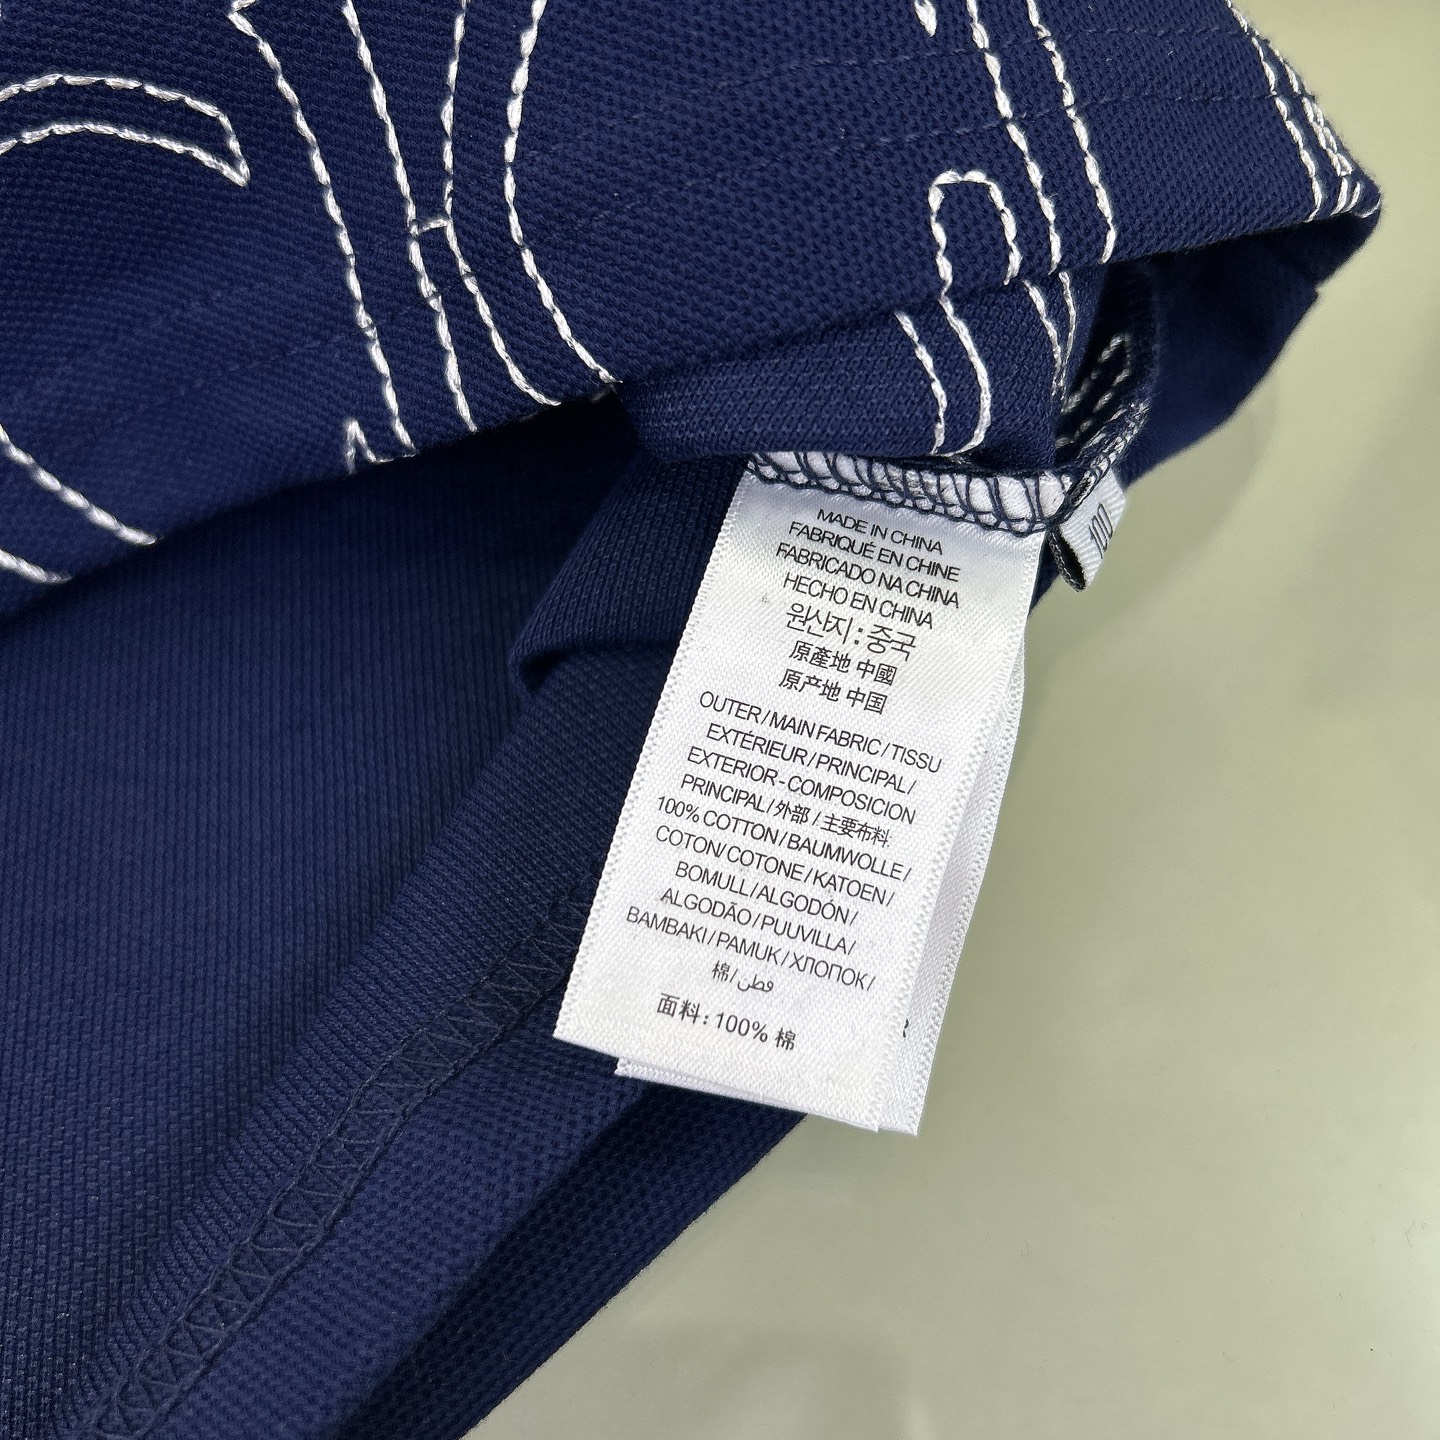 MADE IN CHINA
FABRIQUÉ EN CHINE
FABRICADO NA CHINA
HECHO EN CHINA
원산지 : 중국
原產地 中國
原产地 中国
OUTER / MAIN FABRIC / TISSU
EXTÉRIEUR / PRINCIPAL /
EXTERIOR - COMPOSICION
PRINCIPAL / 外部 / 主要布料
100% COTTON / BAUMWOLLE /
COTON / COTONE / KATOEN /
BOMULL / ALGODÓN /
ALGODÃO / PUUVILLA /
BAMBAKI / PAMUK / ХЛОПОК /
棉 / قطن
面料: 100% 棉
100